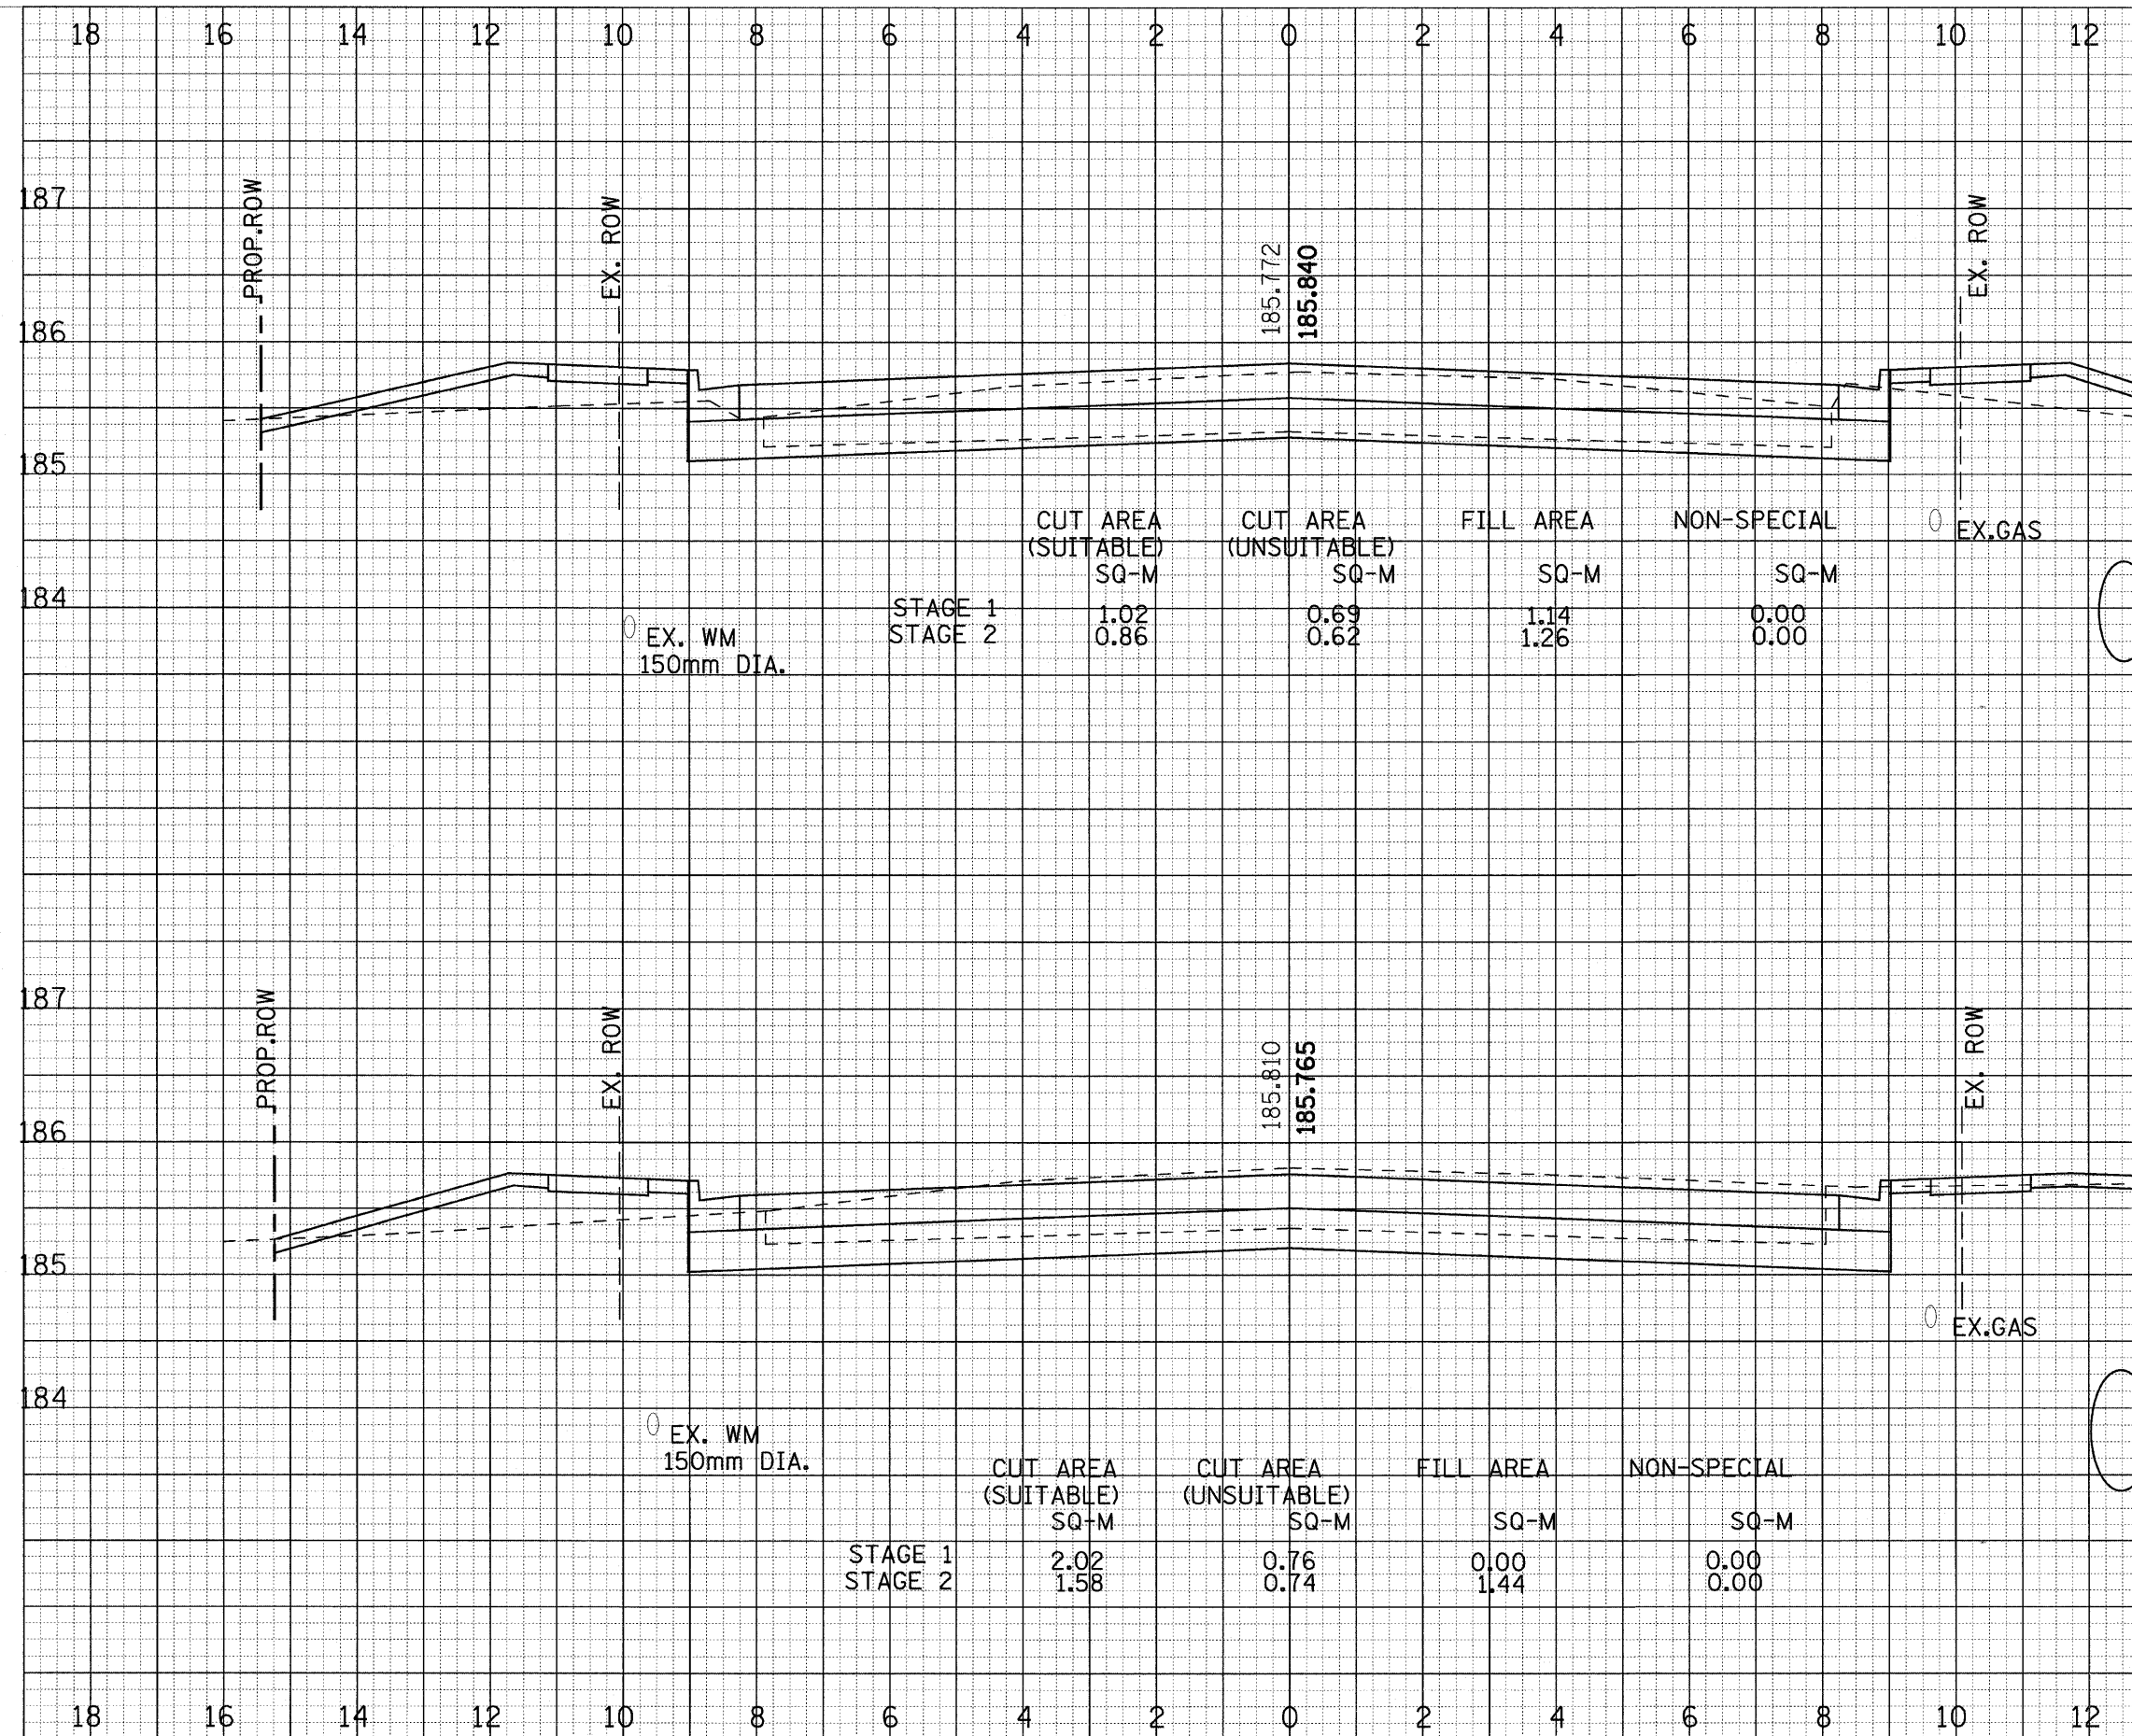 18 16 14 12 10 8 6 4 2 0 2 4 6 8 10 12
187
PROP.ROW
EX. ROW
185.772
185.840
EX. ROW
186
185
CUT AREA CUT AREA FILL AREA NON-SPECIAL
(SUITABLE) (UNSUITABLE)
EX.GAS
SQ-M SQ-M SQ-M SQ-M
184
STAGE 1 1.02 0.69 1.14 0.00
STAGE 2 0.86 0.62 1.26 0.00
EX. WM
150mm DIA.
187
PROP.ROW
EX. ROW
185.810
185.765
EX. ROW
186
185
EX.GAS
184
EX. WM
150mm DIA.
CUT AREA CUT AREA FILL AREA NON-SPECIAL
(SUITABLE) (UNSUITABLE)
SQ-M SQ-M SQ-M SQ-M
STAGE 1 2.02 0.76 0.00 0.00
STAGE 2 1.58 0.74 1.44 0.00
18 16 14 12 10 8 6 4 2 0 2 4 6 8 10 12